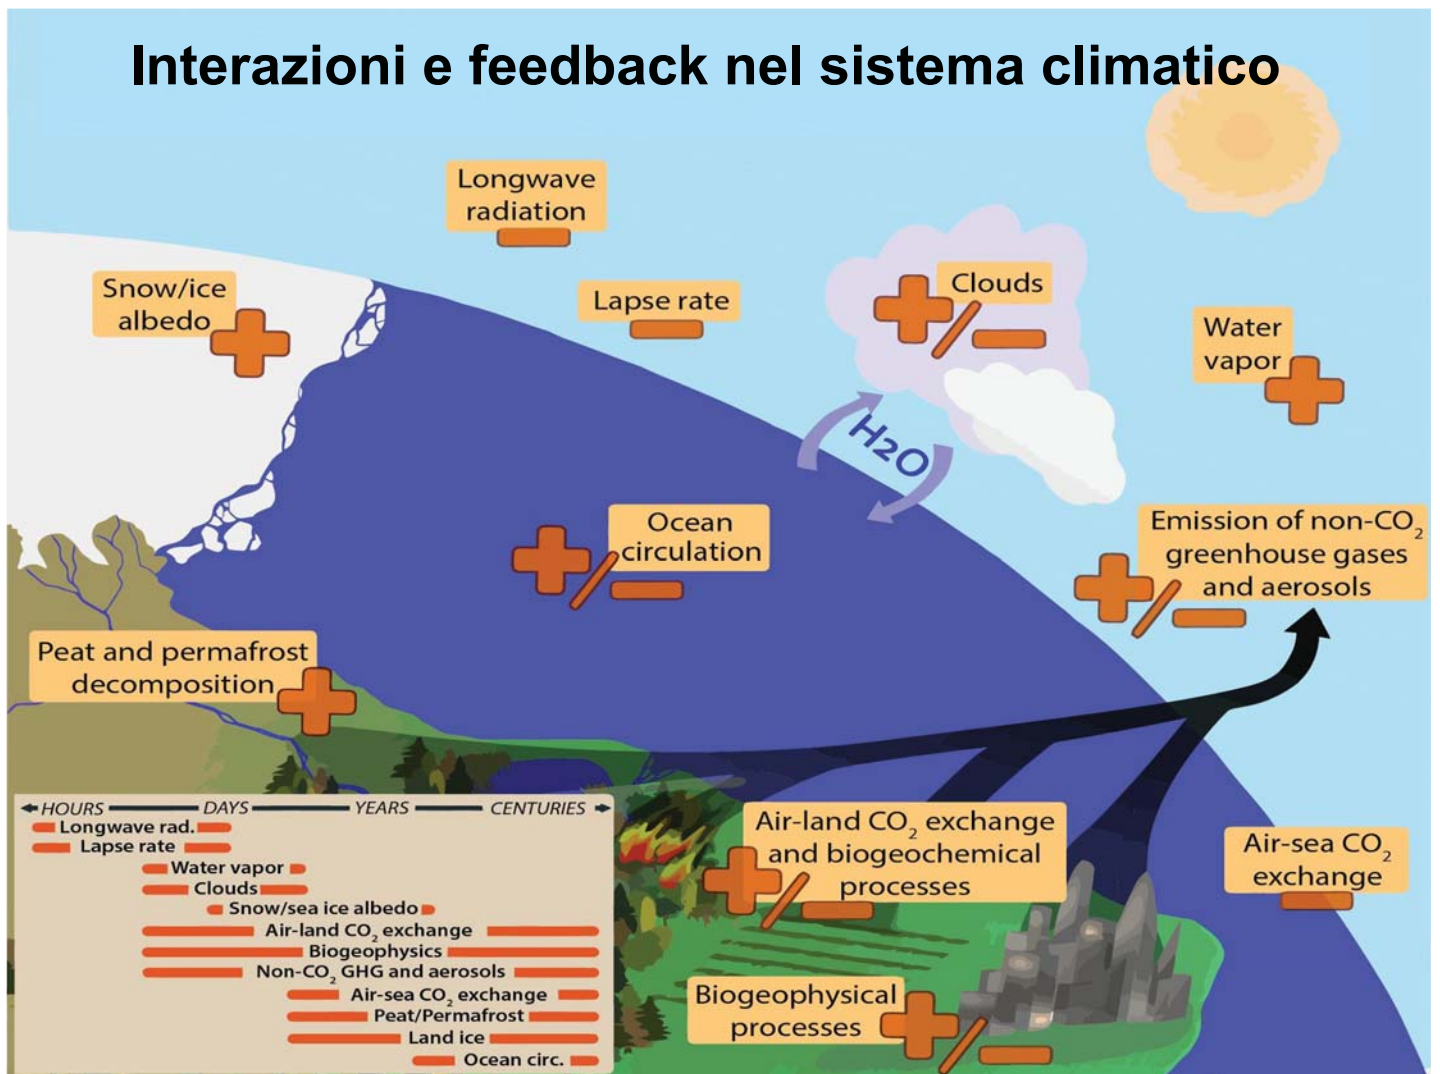 Interazioni e feedback nel sistema climatico
Longwave
radiation
Snow/ice
albedo
Lapse rate
Clouds
Water
vapor
H2O
Ocean
circulation
Emission of non-CO₂
greenhouse gases
and aerosols
Peat and permafrost
decomposition
HOURS DAYS YEARS CENTURIES
Longwave rad.
Lapse rate
Water vapor
Clouds
Snow/sea ice albedo
Air-land CO₂ exchange
Biogeophysics
Non-CO₂ GHG and aerosols
Air-sea CO₂ exchange
Peat/Permafrost
Land ice
Ocean circ.
Air-land CO₂ exchange
and biogeochemical
processes
Air-sea CO₂
exchange
Biogeophysical
processes